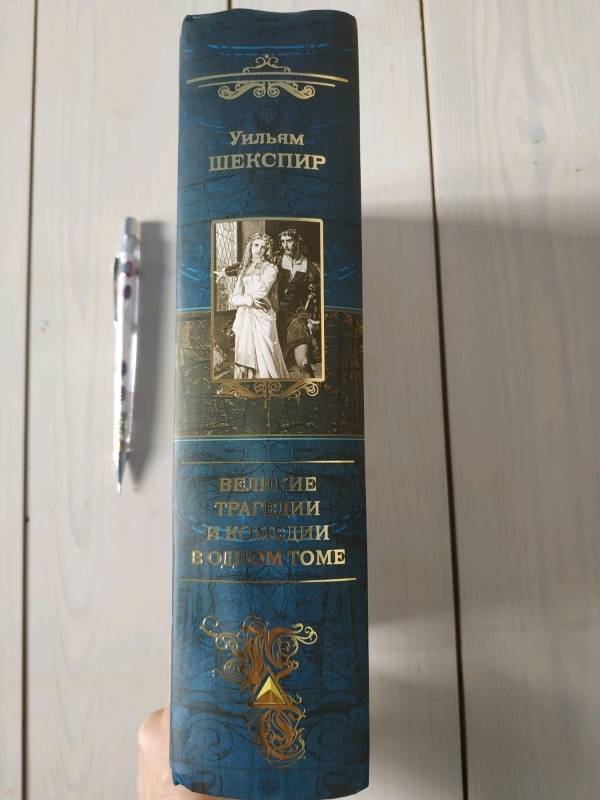 Уильям
ШЕКСПИР
ВЕЛИКИЕ
ТРАГЕДИИ
И КОМЕДИИ
В ОДНОМ ТОМЕ